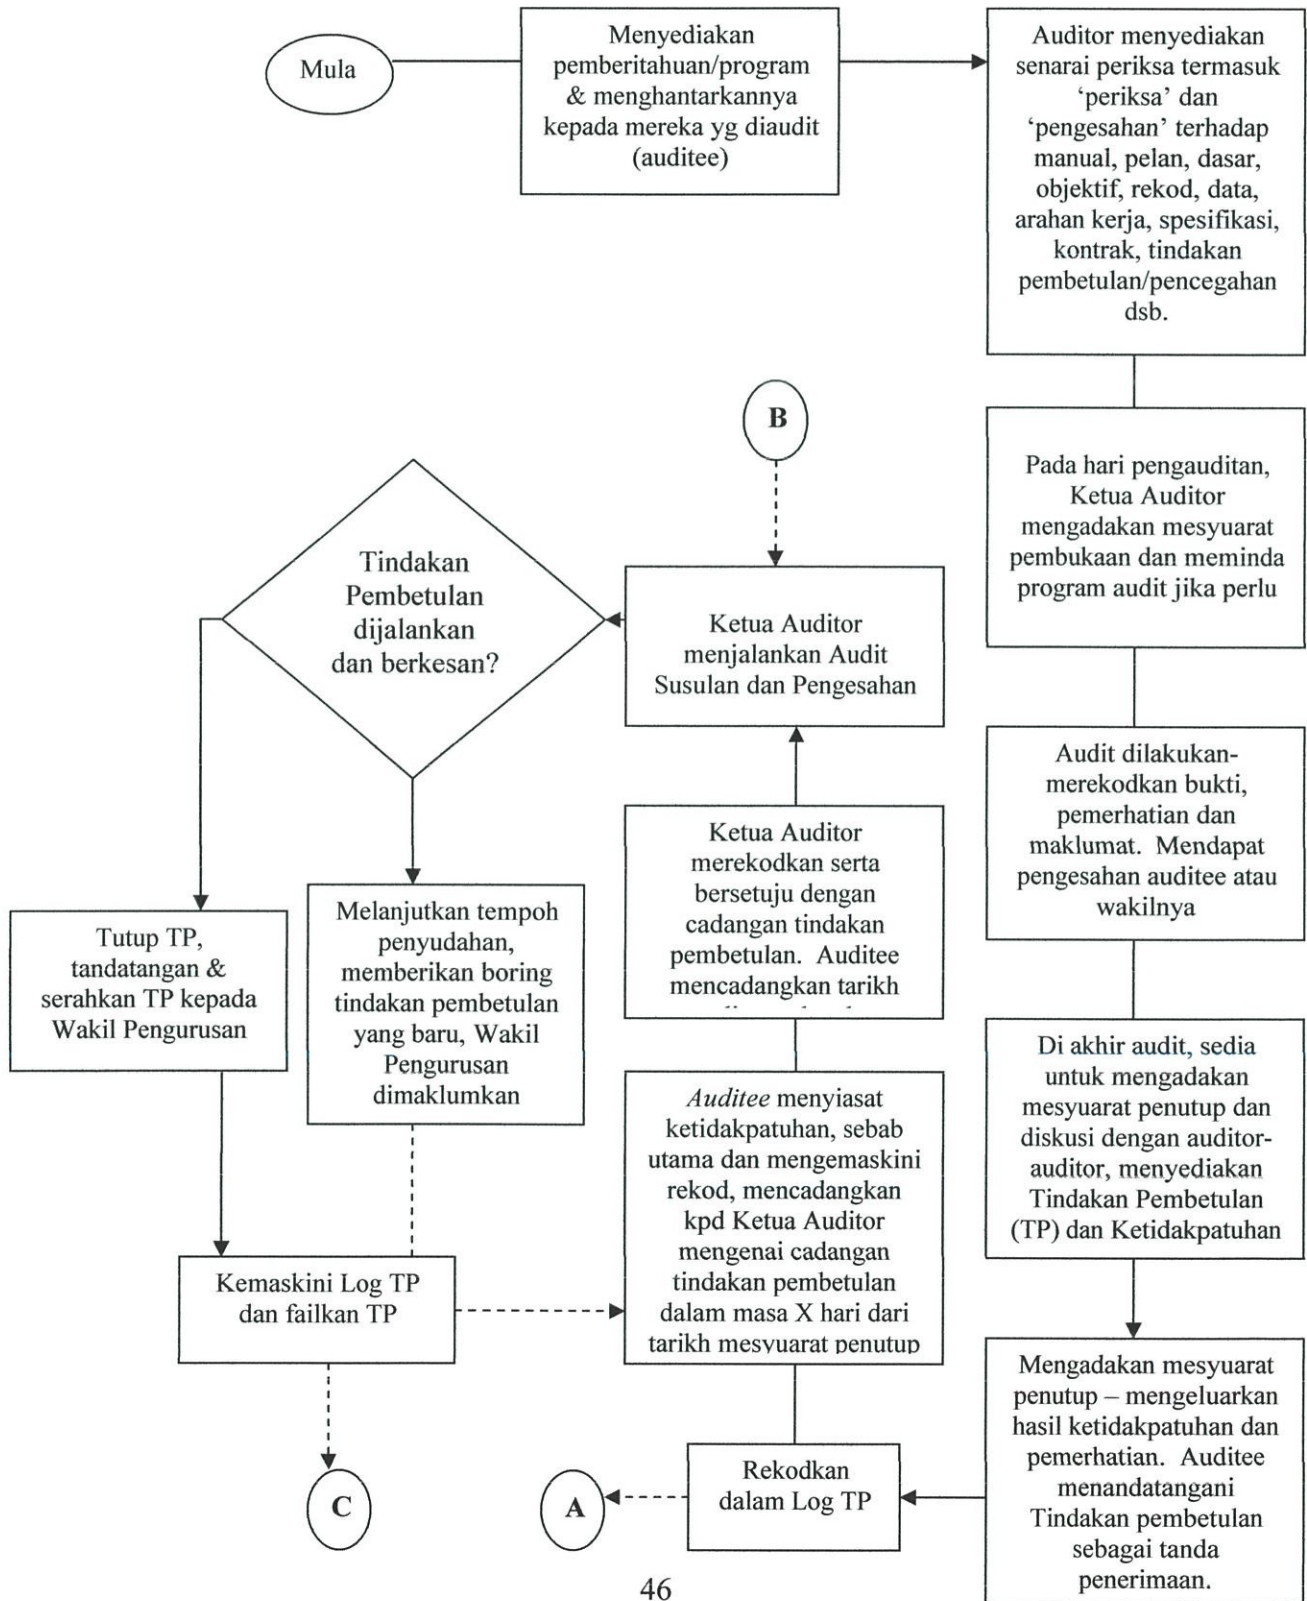 Mula
Menyediakan
pemberitahuan/program
& menghantarkannya
kepada mereka yg diaudit
(auditee)
Auditor menyediakan
senarai periksa termasuk
‘periksa’ dan
‘pengesahan’ terhadap
manual, pelan, dasar,
objektif, rekod, data,
arahan kerja, spesifikasi,
kontrak, tindakan
pembetulan/pencegahan
dsb.
Pada hari pengauditan,
Ketua Auditor
mengadakan mesyuarat
pembukaan dan meminda
program audit jika perlu
Audit dilakukan-
merekodkan bukti,
pemerhatian dan
maklumat. Mendapat
pengesahan auditee atau
wakilnya
Di akhir audit, sedia
untuk mengadakan
mesyuarat penutup dan
diskusi dengan auditor-
auditor, menyediakan
Tindakan Pembetulan
(TP) dan Ketidakpatuhan
Mengadakan mesyuarat
penutup – mengeluarkan
hasil ketidakpatuhan dan
pemerhatian. Auditee
menandatangani
Tindakan pembetulan
sebagai tanda
penerimaan.
Rekodkan
dalam Log TP
A
Auditee menyiasat
ketidakpatuhan, sebab
utama dan mengemaskini
rekod, mencadangkan
kpd Ketua Auditor
mengenai cadangan
tindakan pembetulan
dalam masa X hari dari
tarikh mesyuarat penutup
Ketua Auditor
merekodkan serta
bersetuju dengan
cadangan tindakan
pembetulan. Auditee
mencadangkan tarikh
B
Ketua Auditor
menjalankan Audit
Susulan dan Pengesahan
Tindakan
Pembetulan
dijalankan
dan berkesan?
Tutup TP,
tandatangan &
serahkan TP kepada
Wakil Pengurusan
Melanjutkan tempoh
penyudahan,
memberikan boring
tindakan pembetulan
yang baru, Wakil
Pengurusan
dimaklumkan
Kemaskini Log TP
dan failkan TP
C
46